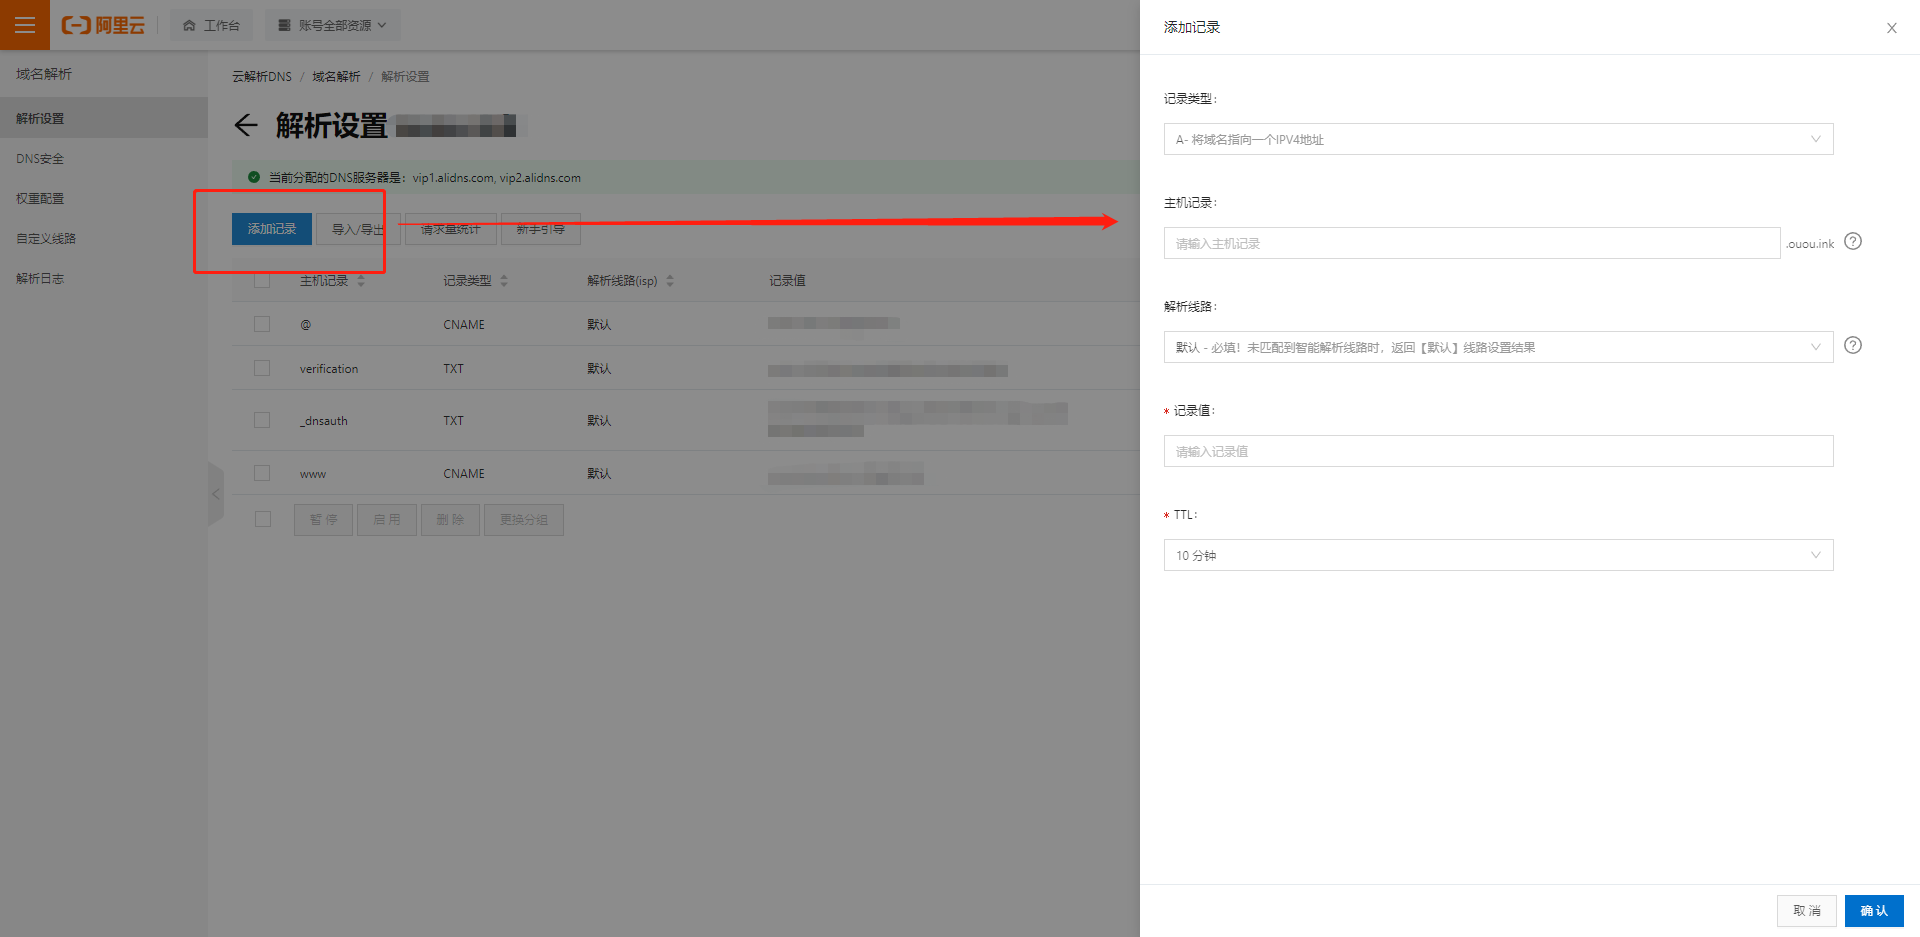 阿里云
工作台
账号全部资源
域名解析
解析设置
DNS安全
权重配置
自定义线路
解析日志
云解析DNS / 域名解析 / 解析设置
解析设置
当前分配的DNS服务器是：vip1.alidns.com, vip2.alidns.com
添加记录 导入/导出 请求量统计 新手引导
主机记录 记录类型 解析线路(isp) 记录值
@ CNAME 默认
verification TXT 默认
_dnsauth TXT 默认
www CNAME 默认
暂停 启用 删除 更换分组
添加记录
记录类型：
A- 将域名指向一个IPV4地址
主机记录：
请输入主机记录 .ouou.ink
解析线路：
默认 - 必填！未匹配到智能解析线路时，返回【默认】线路设置结果
* 记录值：
请输入记录值
* TTL：
10 分钟
取消 确认